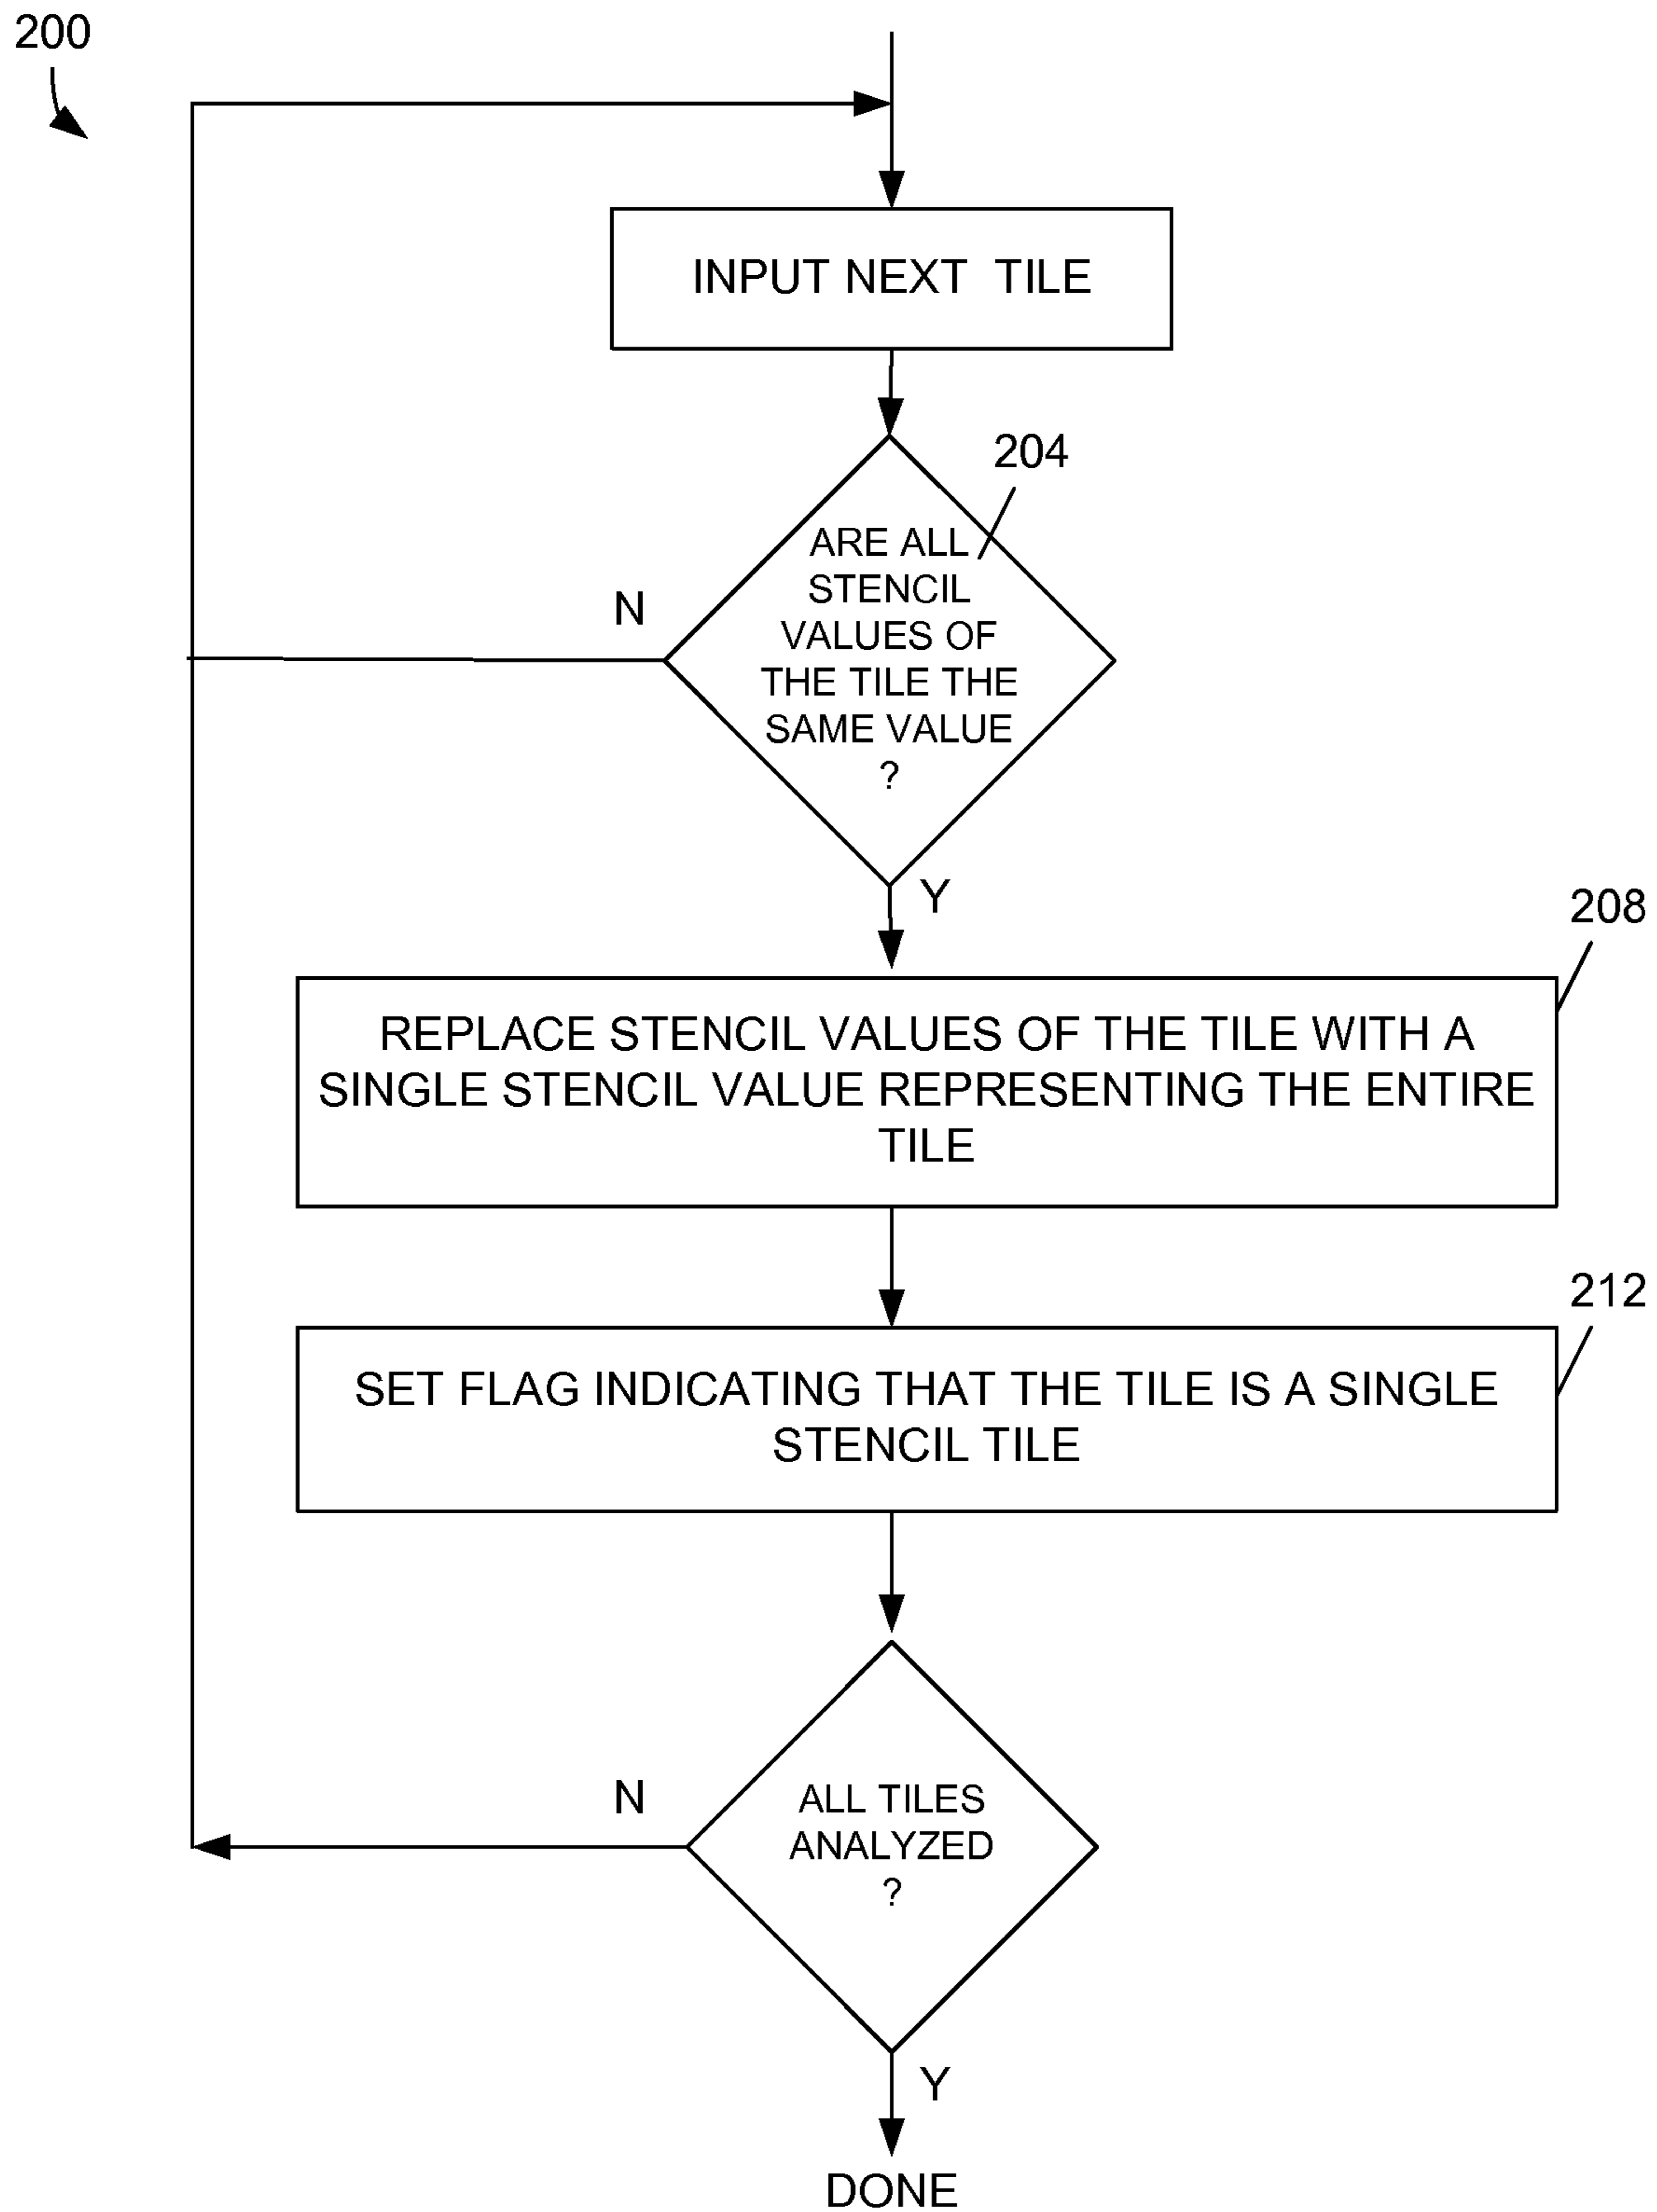 200
INPUT NEXT TILE
204
ARE ALL
STENCIL
VALUES OF
THE TILE THE
SAME VALUE
?
N
Y
208
REPLACE STENCIL VALUES OF THE TILE WITH A
SINGLE STENCIL VALUE REPRESENTING THE ENTIRE
TILE
212
SET FLAG INDICATING THAT THE TILE IS A SINGLE
STENCIL TILE
N
ALL TILES
ANALYZED
?
Y
DONE